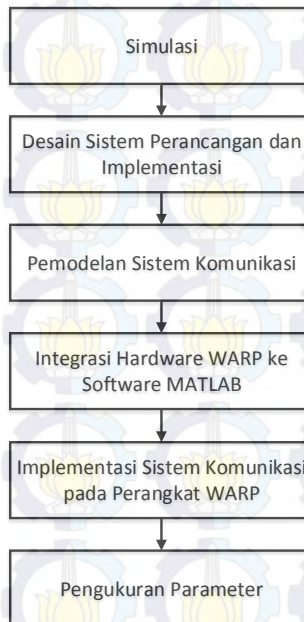 Simulasi
Desain Sistem Perancangan dan
Implementasi
Pemodelan Sistem Komunikasi
Integrasi Hardware WARP ke
Software MATLAB
Implementasi Sistem Komunikasi
pada Perangkat WARP
Pengukuran Parameter